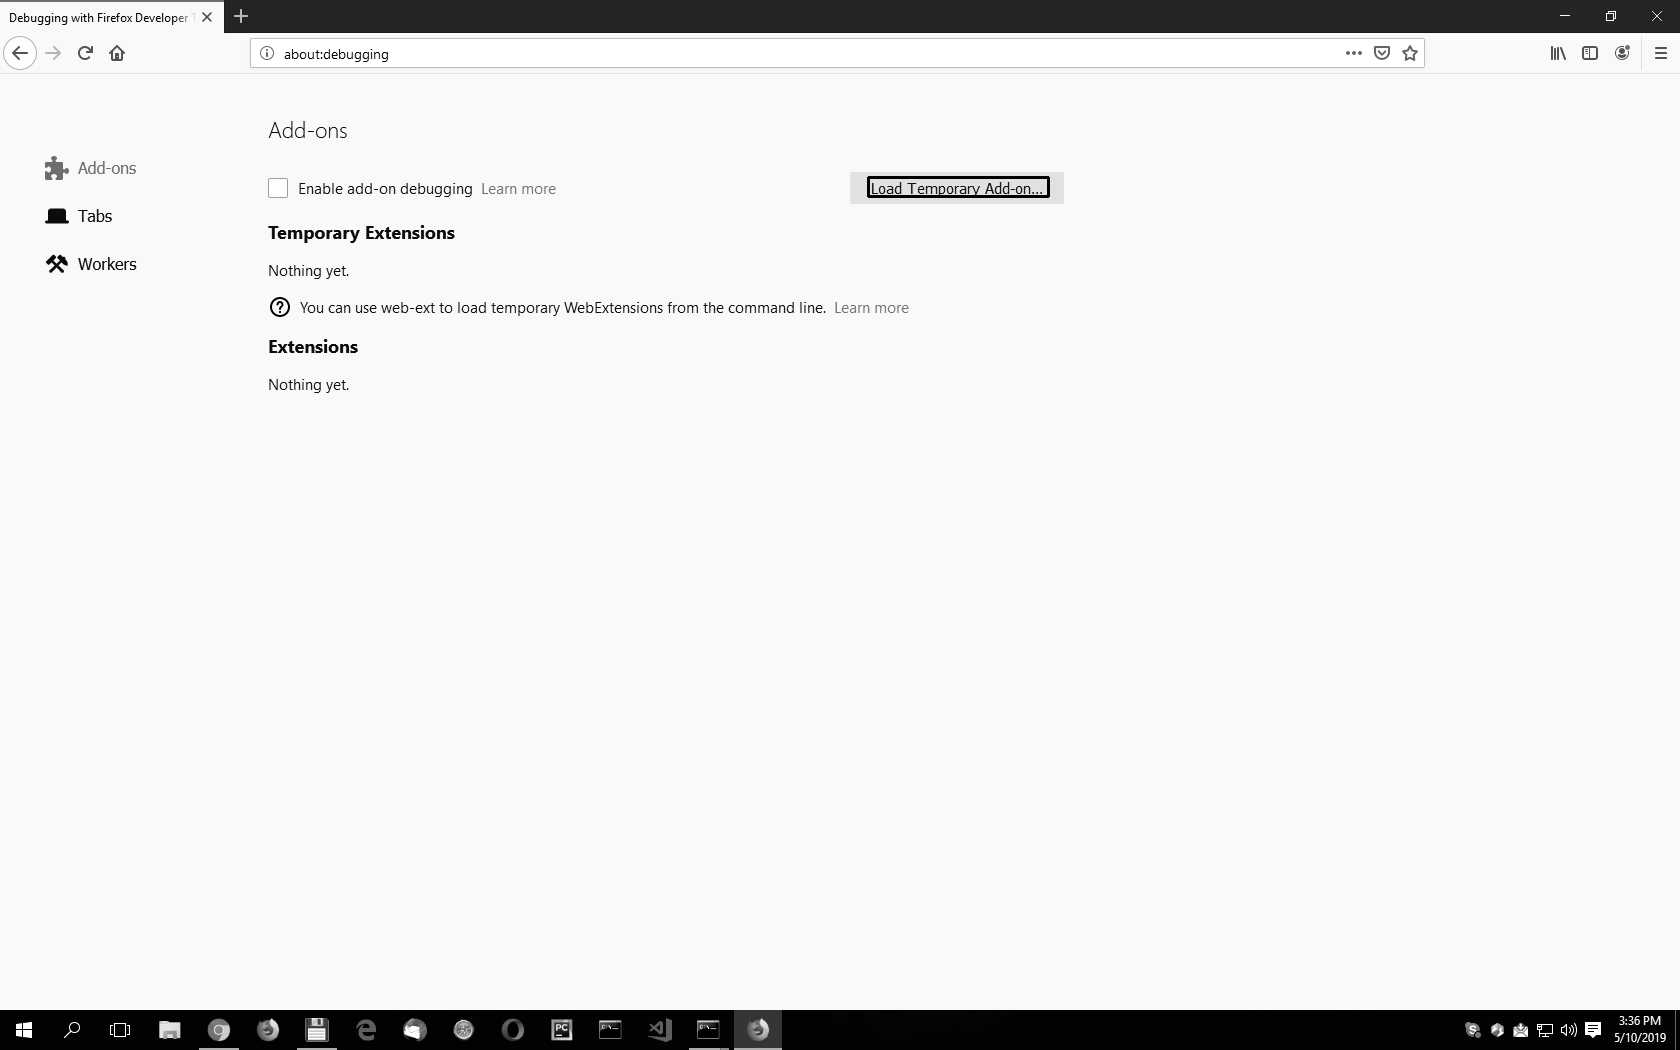 Debugging with Firefox Developer T
about:debugging
Add-ons
Add-ons
Tabs
Workers
Enable add-on debugging Learn more
Load Temporary Add-on...
Temporary Extensions
Nothing yet.
You can use web-ext to load temporary WebExtensions from the command line. Learn more
Extensions
Nothing yet.
PC
3:36 PM
5/10/2019